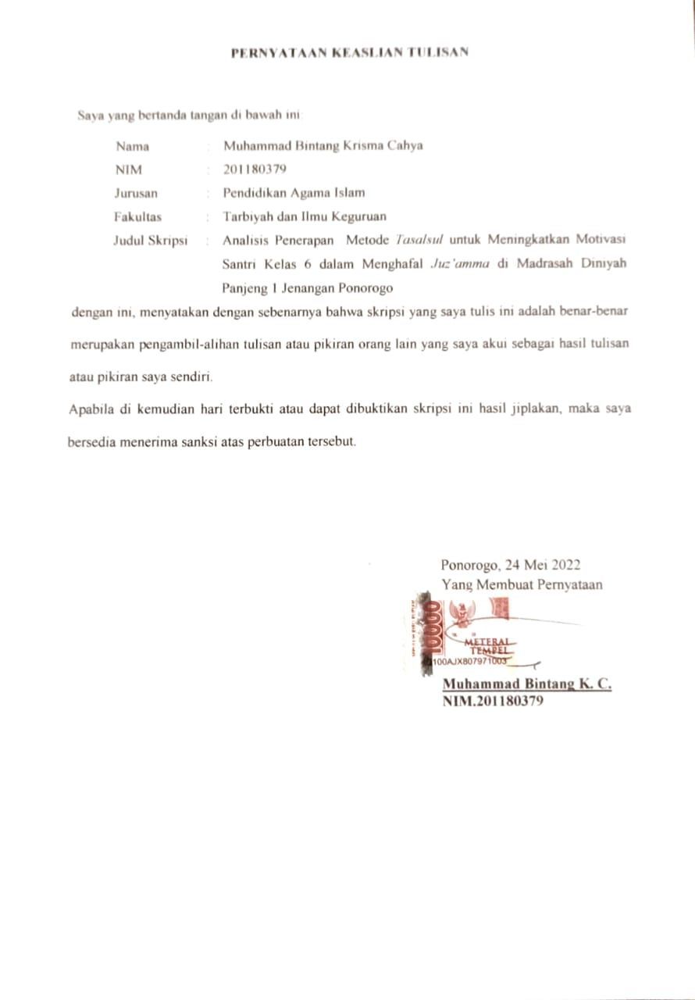 PERNYATAAN KEASLIAN TULISAN
Saya yang bertanda tangan di bawah ini:
Nama : Muhammad Bintang Krisma Cahya
NIM : 201180379
Jurusan : Pendidikan Agama Islam
Fakultas : Tarbiyah dan Ilmu Keguruan
Judul Skripsi : Analisis Penerapan Metode Tasalsul untuk Meningkatkan Motivasi
Santri Kelas 6 dalam Menghafal Juz'amma di Madrasah Diniyah
Panjeng 1 Jenangan Ponorogo
dengan ini, menyatakan dengan sebenarnya bahwa skripsi yang saya tulis ini adalah benar-benar
merupakan pengambil-alihan tulisan atau pikiran orang lain yang saya akui sebagai hasil tulisan
atau pikiran saya sendiri.
Apabila di kemudian hari terbukti atau dapat dibuktikan skripsi ini hasil jiplakan, maka saya
bersedia menerima sanksi atas perbuatan tersebut.
Ponorogo, 24 Mei 2022
Yang Membuat Pernyataan
10000
METERAI
TEMPEL
100AJX807971003
Muhammad Bintang K. C.
NIM.201180379